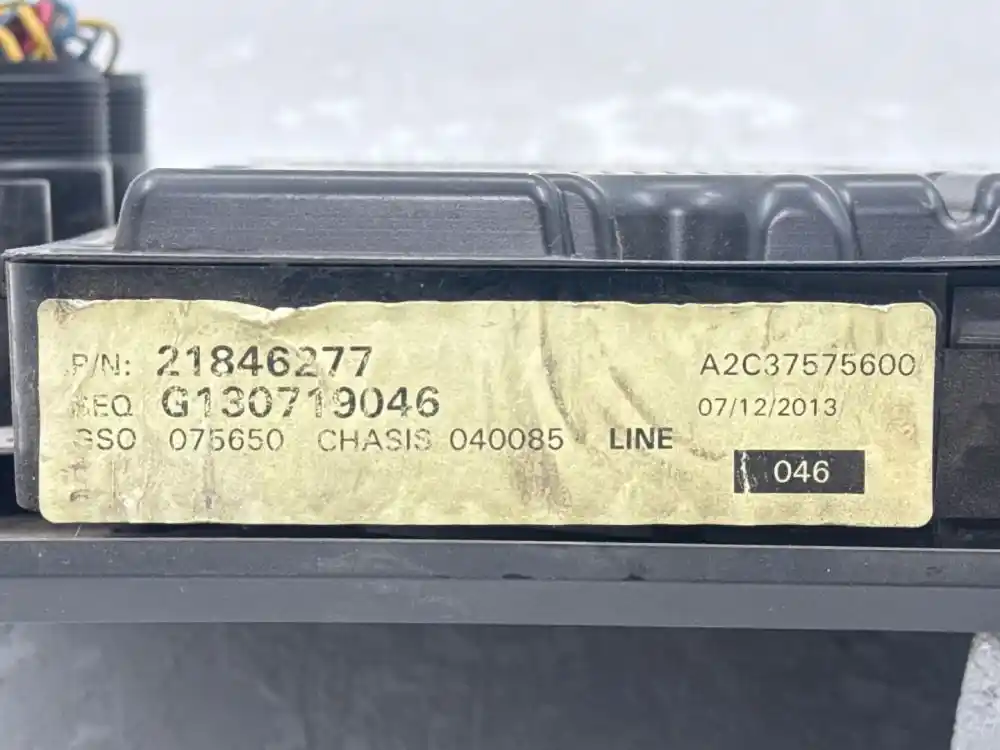 P/N: 21846277 A2C37575600
SEQ G130719046 07/12/2013
GSO 075650 CHASIS 040085 LINE
046